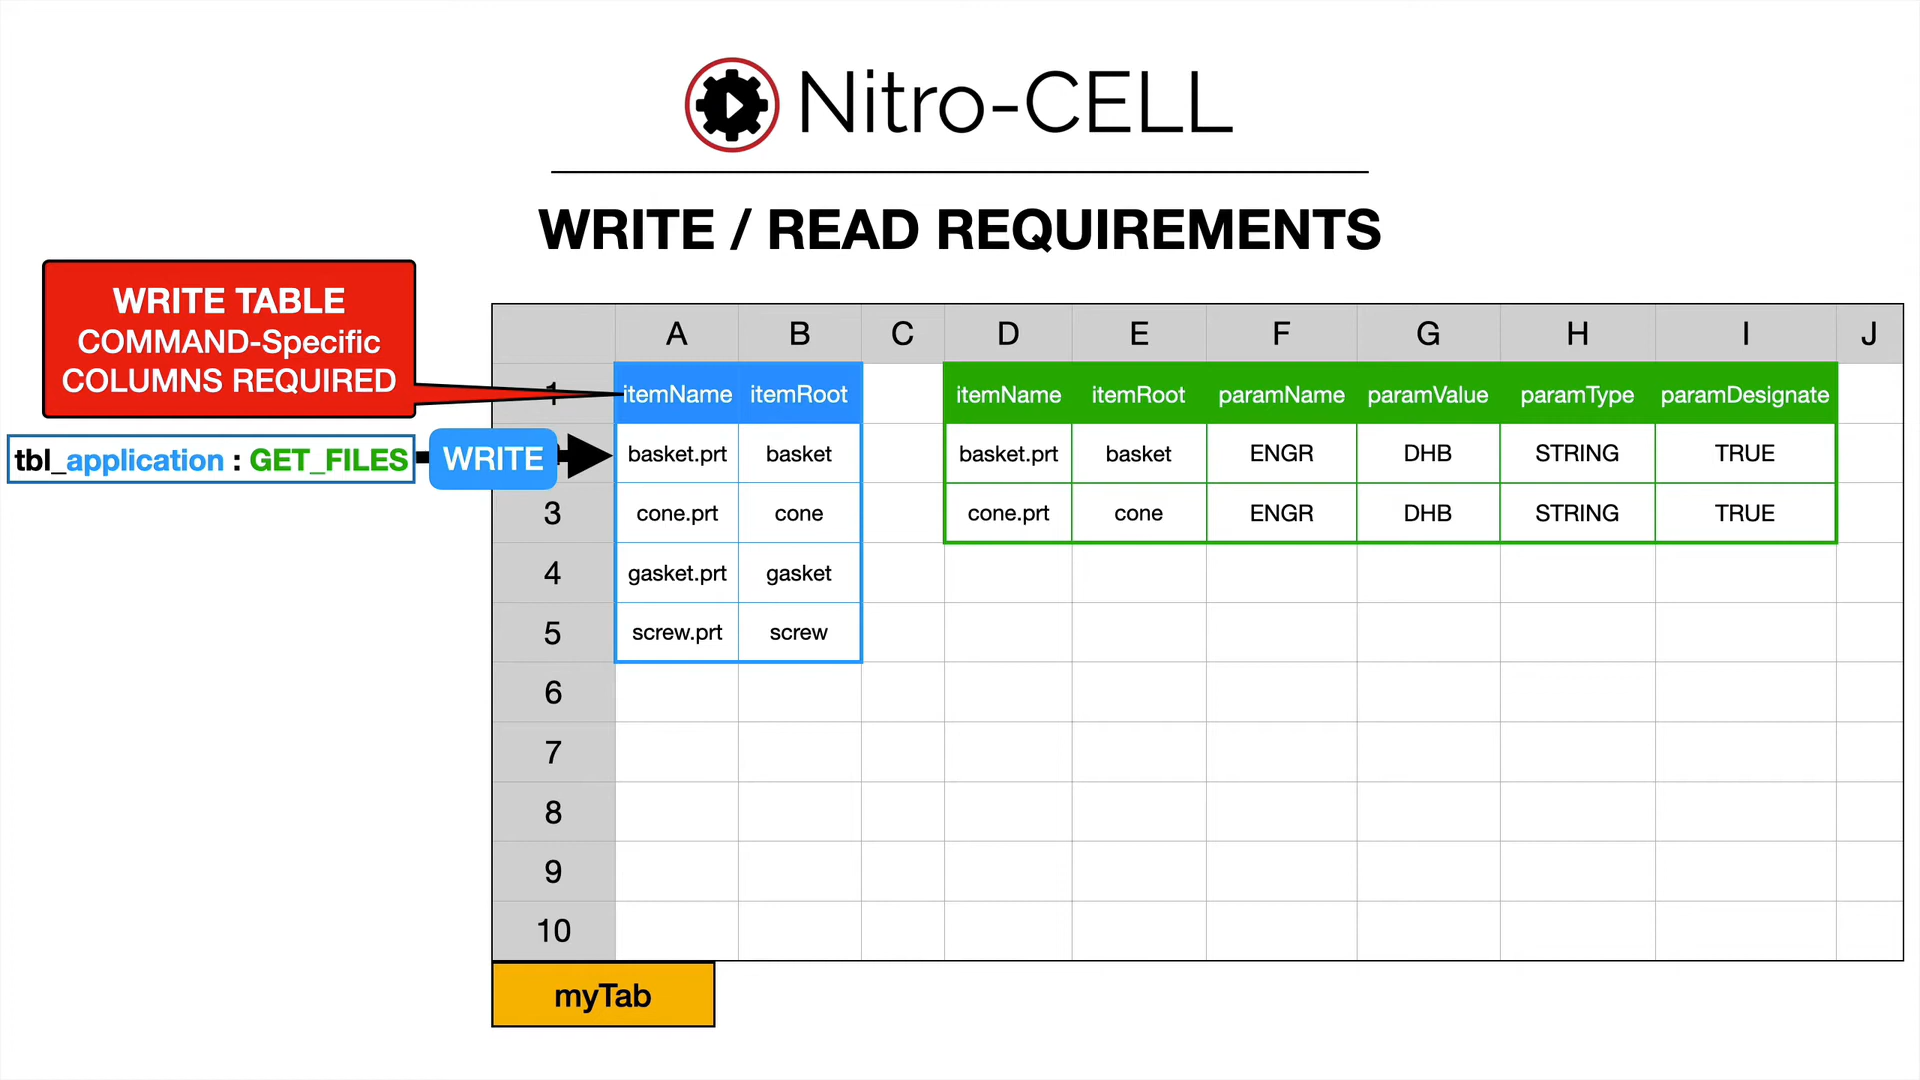 Nitro-CELL
WRITE / READ REQUIREMENTS
WRITE TABLE
COMMAND-Specific
COLUMNS REQUIRED
tbl_application : GET_FILES
WRITE
A B C D E F G H I J
1 itemName itemRoot itemName itemRoot paramName paramValue paramType paramDesignate
basket.prt basket basket.prt basket ENGR DHB STRING TRUE
3 cone.prt cone cone.prt cone ENGR DHB STRING TRUE
4 gasket.prt gasket
5 screw.prt screw
6
7
8
9
10
myTab